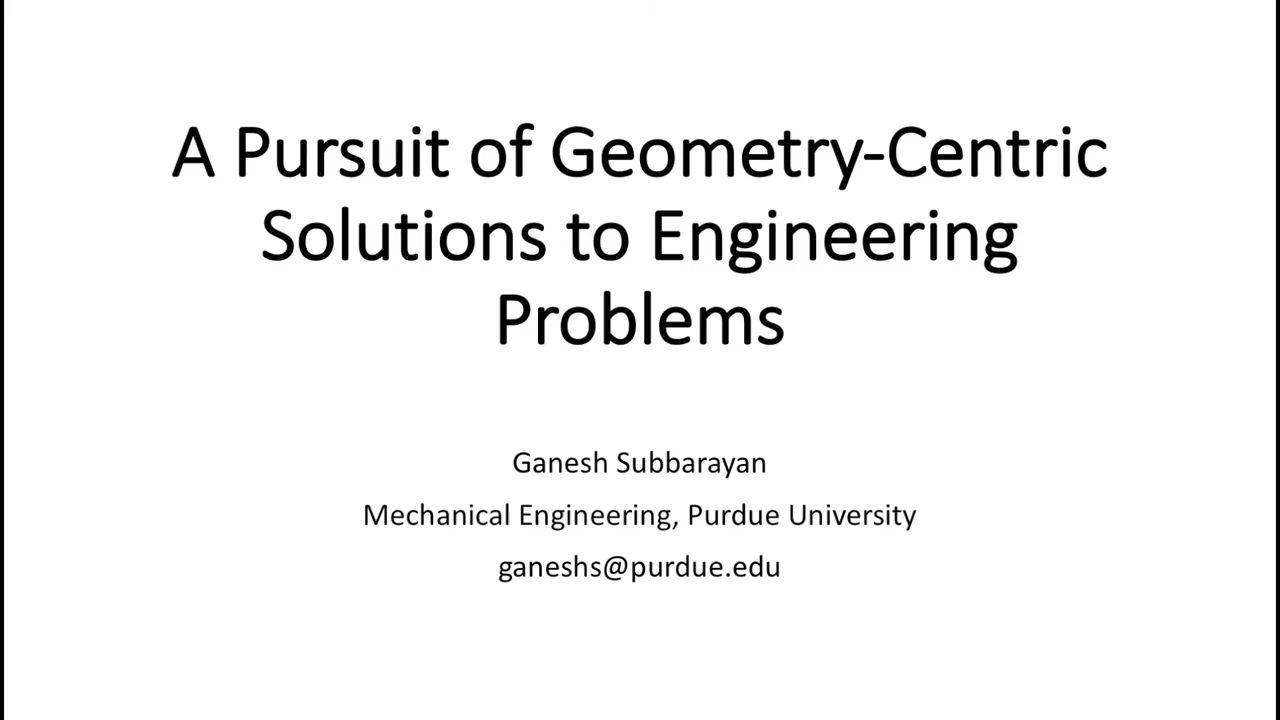 A Pursuit of Geometry-Centric
Solutions to Engineering
Problems
Ganesh Subbarayan
Mechanical Engineering, Purdue University
ganeshs@purdue.edu